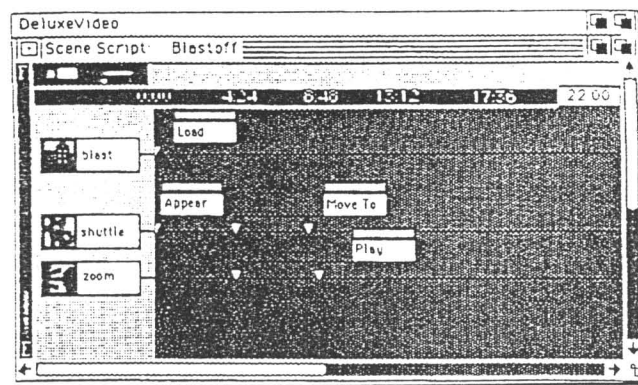 DeluxeVideo
Scene Script: Blastoff
4:24 8:48 13:12 17:36 22:00
Load
blast
Appear Move To
shuttle
Play
zoom